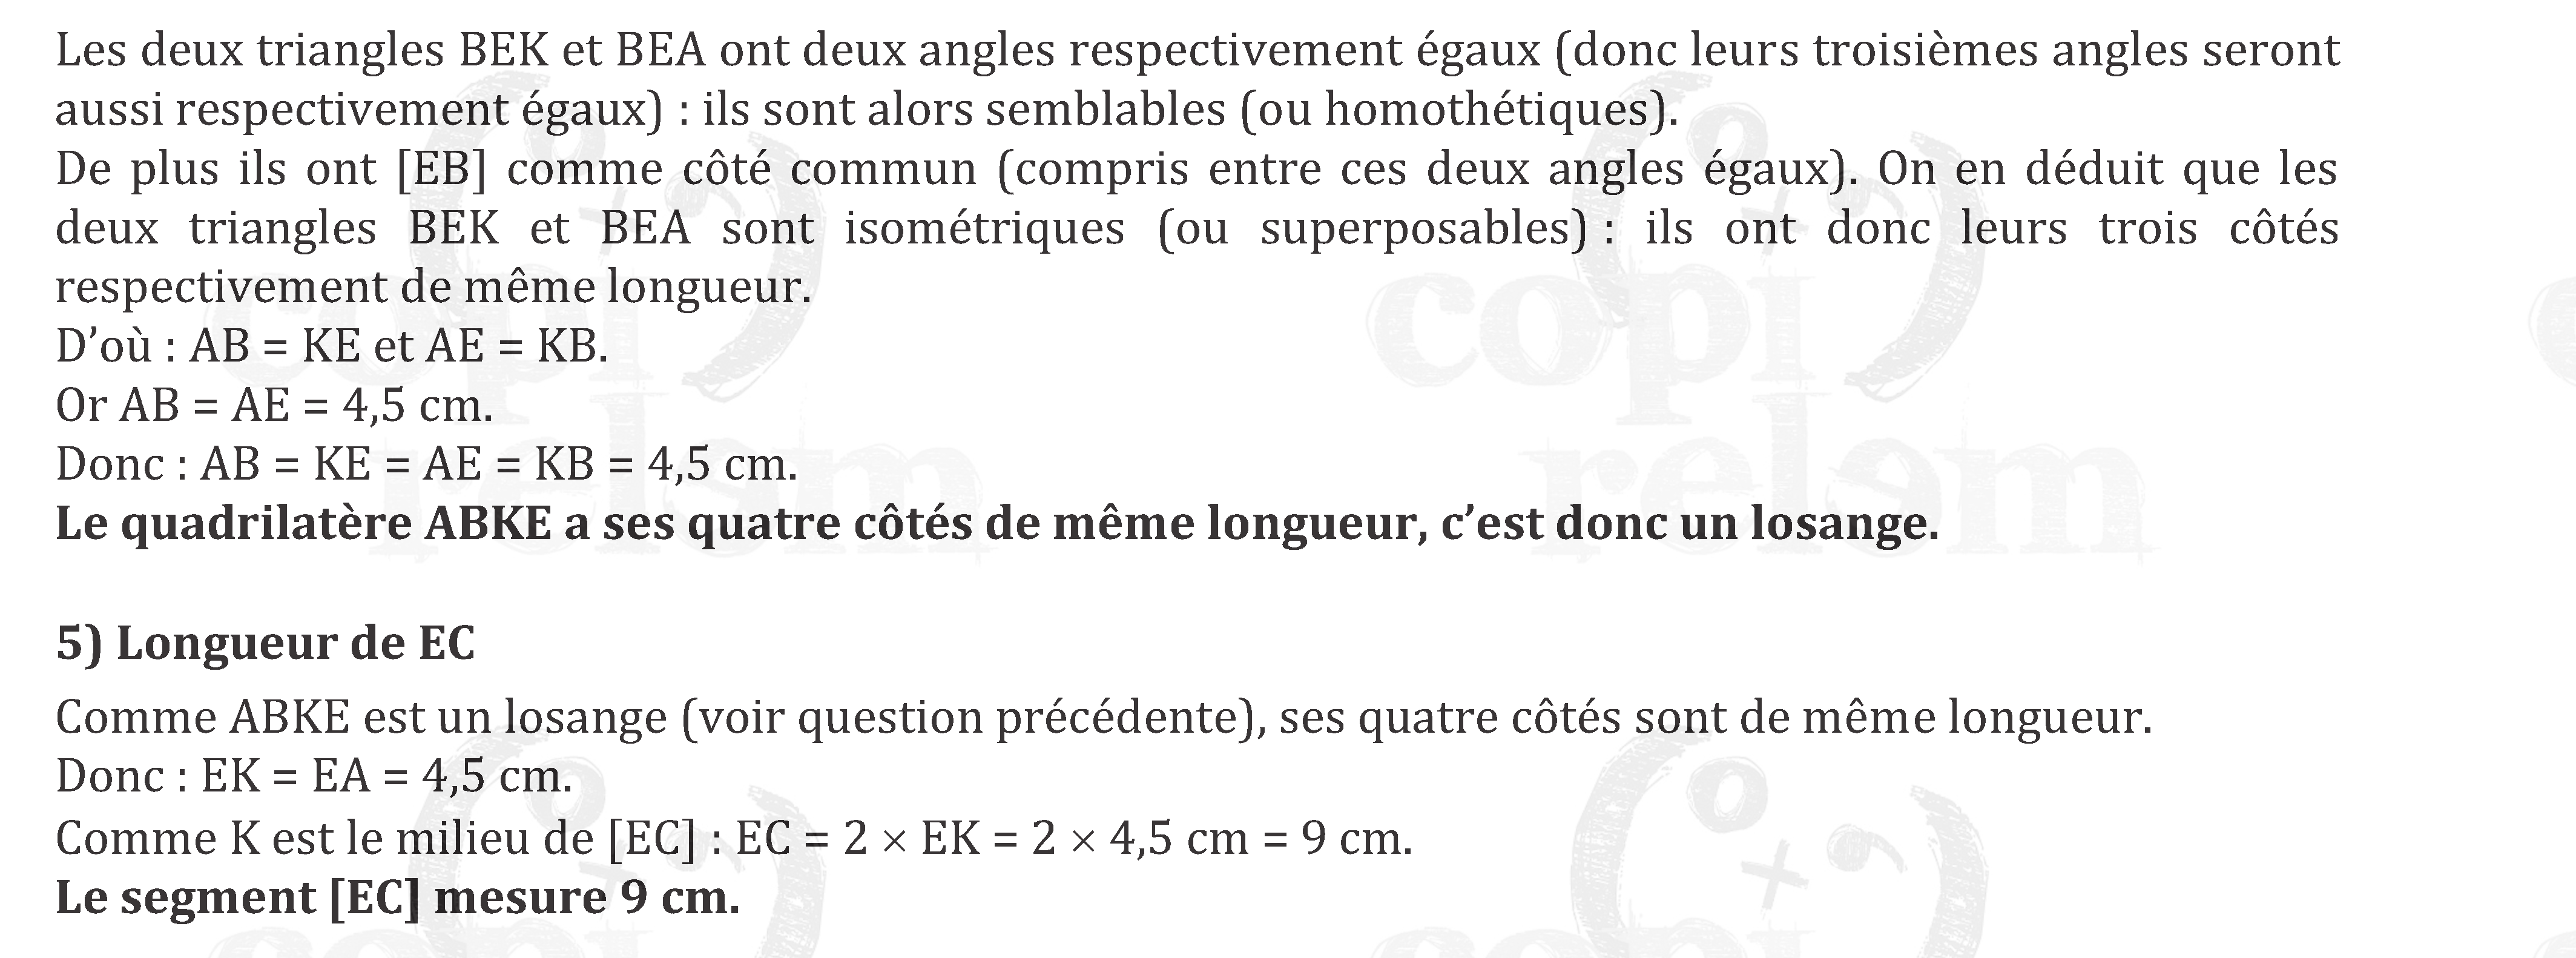 Les deux triangles BEK et BEA ont deux angles respectivement égaux (donc leurs troisièmes angles seront
aussi respectivement égaux) : ils sont alors semblables (ou homothétiques).
De plus ils ont [EB] comme côté commun (compris entre ces deux angles égaux). On en déduit que les
deux triangles BEK et BEA sont isométriques (ou superposables) : ils ont donc leurs trois côtés
respectivement de même longueur.
D’où : AB = KE et AE = KB.
Or AB = AE = 4,5 cm.
Donc : AB = KE = AE = KB = 4,5 cm.
Le quadrilatère ABKE a ses quatre côtés de même longueur, c’est donc un losange.
5) Longueur de EC
Comme ABKE est un losange (voir question précédente), ses quatre côtés sont de même longueur.
Donc : EK = EA = 4,5 cm.
Comme K est le milieu de [EC] : EC = 2 × EK = 2 × 4,5 cm = 9 cm.
Le segment [EC] mesure 9 cm.
copi
relem
copi
relem
copi
copi